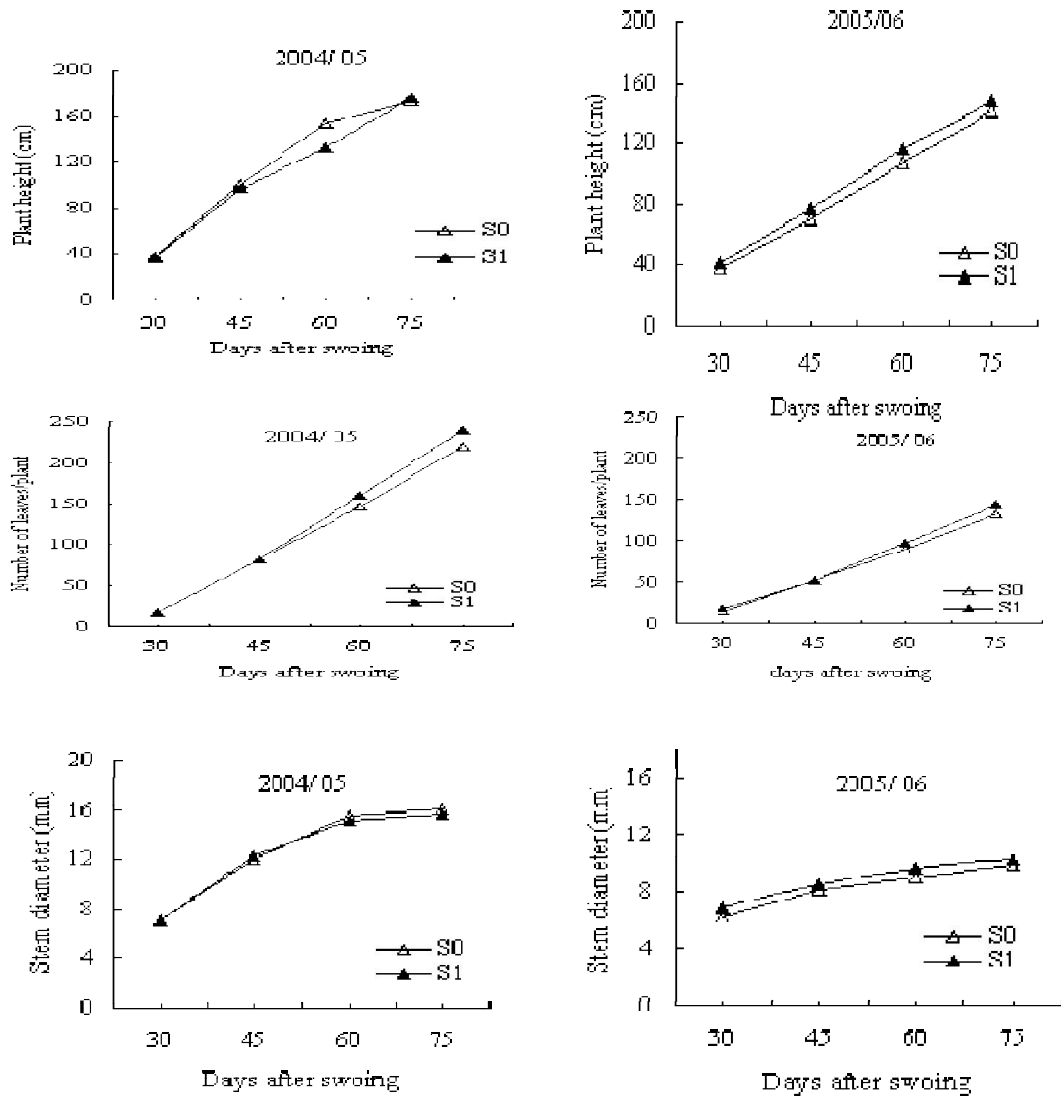 2004/ 05
Plant height (cm)
200
160
120
80
40
0
S0
S1
30 45 60 75
Days after swoing
2005/06
Plant height (cm)
200
160
120
80
40
0
S0
S1
30 45 60 75
Days after swoing
2004/ 05
Number of leaves/plant
250
200
150
100
50
0
S0
S1
30 45 60 75
Days after swoing
2005/ 06
Number of leaves/plant
250
200
150
100
50
0
S0
S1
30 45 60 75
days after swoing
2004/ 05
Stem diameter (mm)
20
16
12
8
4
0
S0
S1
30 45 60 75
Days after swoing
2005/ 06
Stem diameter (mm)
16
12
8
4
0
S0
S1
30 45 60 75
Days after swoing